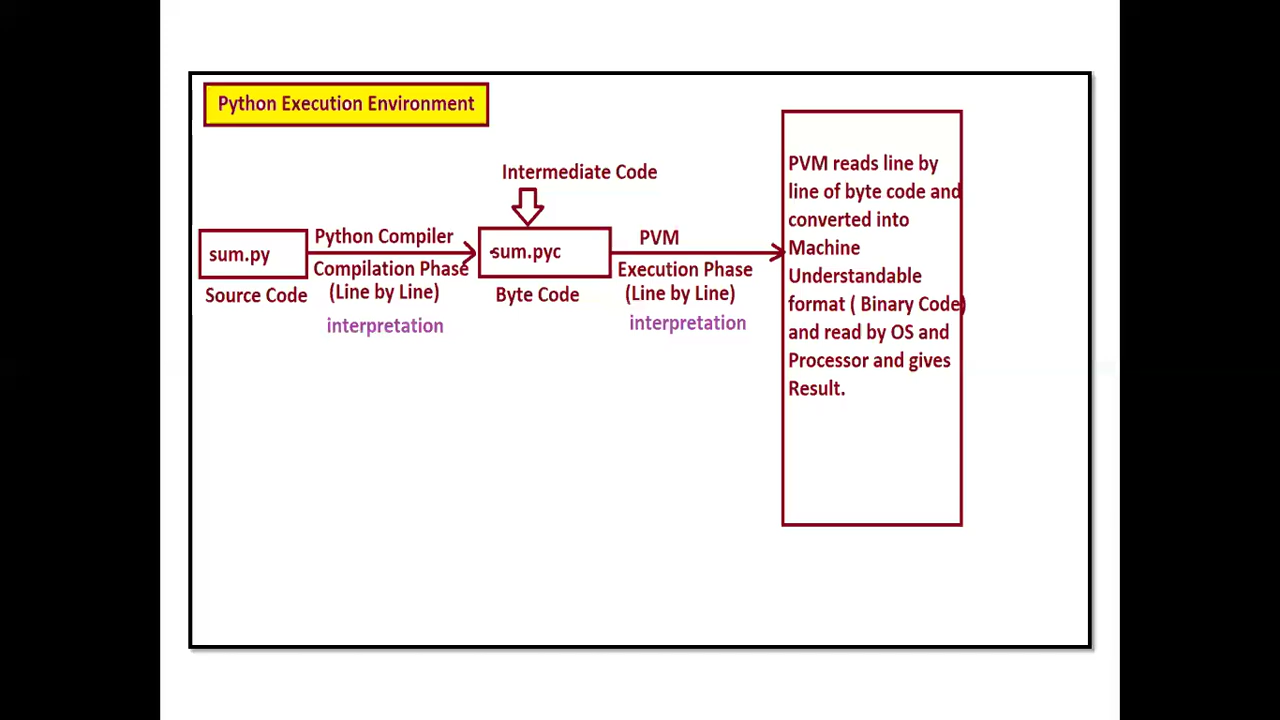 Python Execution Environment
Intermediate Code
sum.py
Python Compiler
Compilation Phase
(Line by Line)
interpretation
Source Code
sum.pyc
Byte Code
PVM
Execution Phase
(Line by Line)
interpretation
PVM reads line by
line of byte code and
converted into
Machine
Understandable
format ( Binary Code)
and read by OS and
Processor and gives
Result.